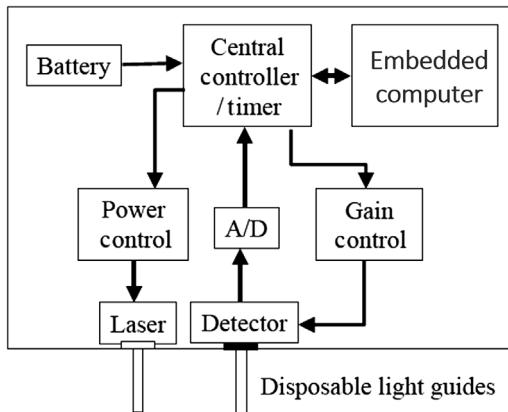 Battery
Central
controller
/ timer
Embedded
computer
Power
control
A/D
Gain
control
Laser
Detector
Disposable light guides